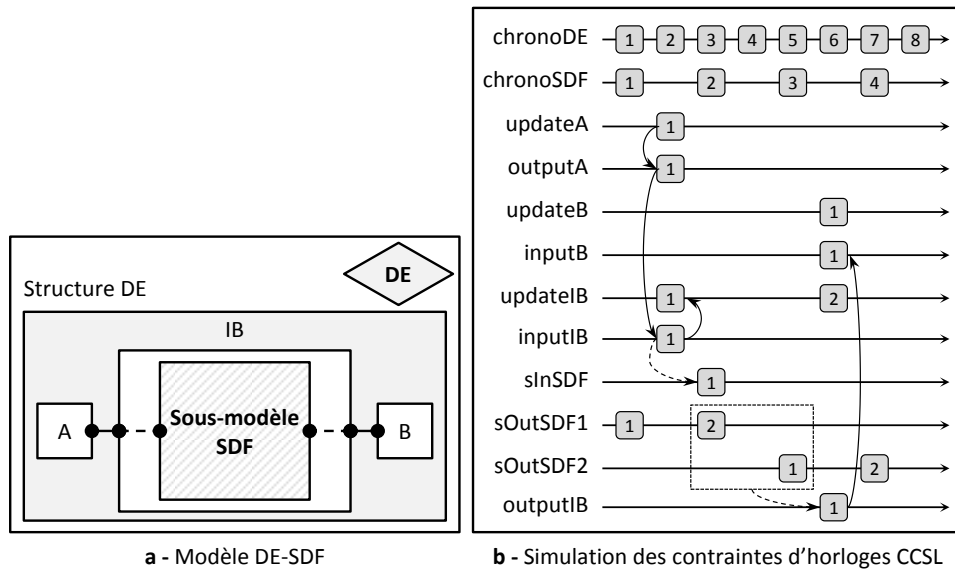 DE
Structure DE
IB
A
Sous-modèle
SDF
B
a - Modèle DE-SDF
chronoDE 1 2 3 4 5 6 7 8
chronoSDF 1 2 3 4
updateA 1
outputA 1
updateB 1
inputB 1
updateIB 1 2
inputIB 1
sInSDF 1
sOutSDF1 1 2
sOutSDF2 1 2
outputIB 1
b - Simulation des contraintes d'horloges CCSL